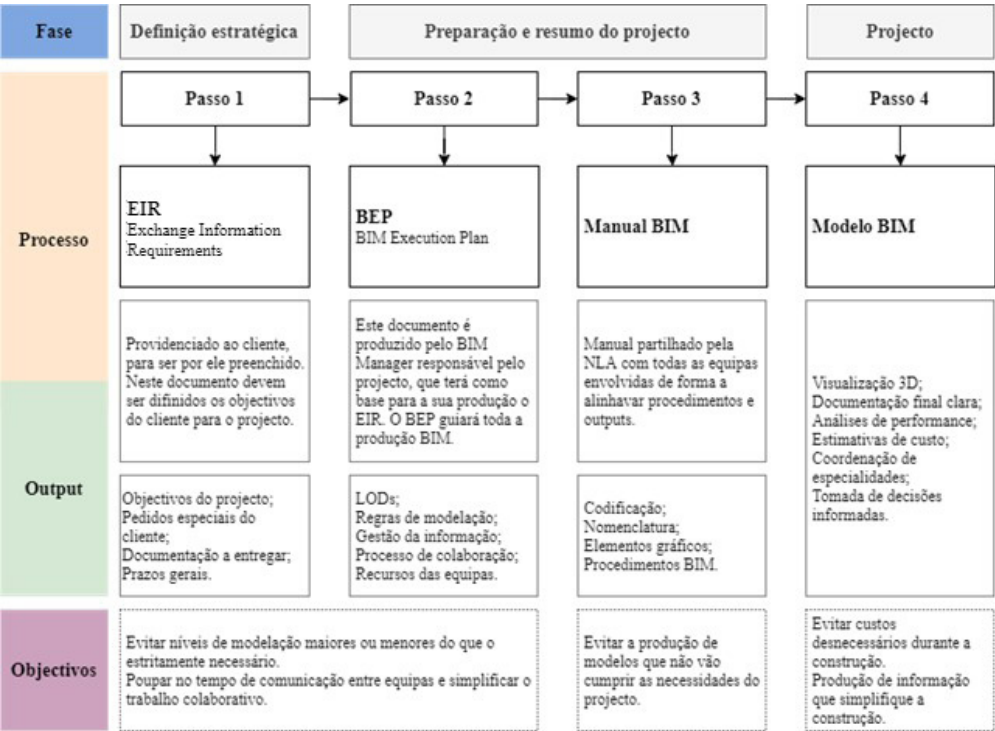 Fase
Definição estratégica
Preparação e resumo do projecto
Projecto
Processo
Passo 1
Passo 2
Passo 3
Passo 4
EIR
Exchange Information
Requirements
BEP
BIM Execution Plan
Manual BIM
Modelo BIM
Providenciado ao cliente,
para ser por ele preenchido.
Neste documento devem
ser difinidos os objectivos
do cliente para o projecto.
Este documento é
produzido pelo BIM
Manager responsável pelo
projecto, que terá como
base para a sua produção o
EIR. O BEP guiará toda a
produção BIM.
Manual partilhado pela
NLA com todas as equipas
envolvidas de forma a
alinhavar procedimentos e
outputs.
Visualização 3D;
Documentação final clara;
Análises de performance;
Estimativas de custo;
Coordenação de
especialidades;
Tomada de decisões
informadas.
Output
Objectivos do projecto;
Pedidos especiais do
cliente;
Documentação a entregar;
Prazos gerais.
LODs;
Regras de modelação;
Gestão da informação;
Processo de colaboração;
Recursos das equipas.
Codificação;
Nomenclatura;
Elementos gráficos;
Procedimentos BIM.
Objectivos
Evitar níveis de modelação maiores ou menores do que o
estritamente necessário.
Poupar no tempo de comunicação entre equipas e simplificar o
trabalho colaborativo.
Evitar a produção de
modelos que não vão
cumprir as necessidades do
projecto.
Evitar custos
desnecessários durante a
construção.
Produção de informação
que simplifique a
construção.